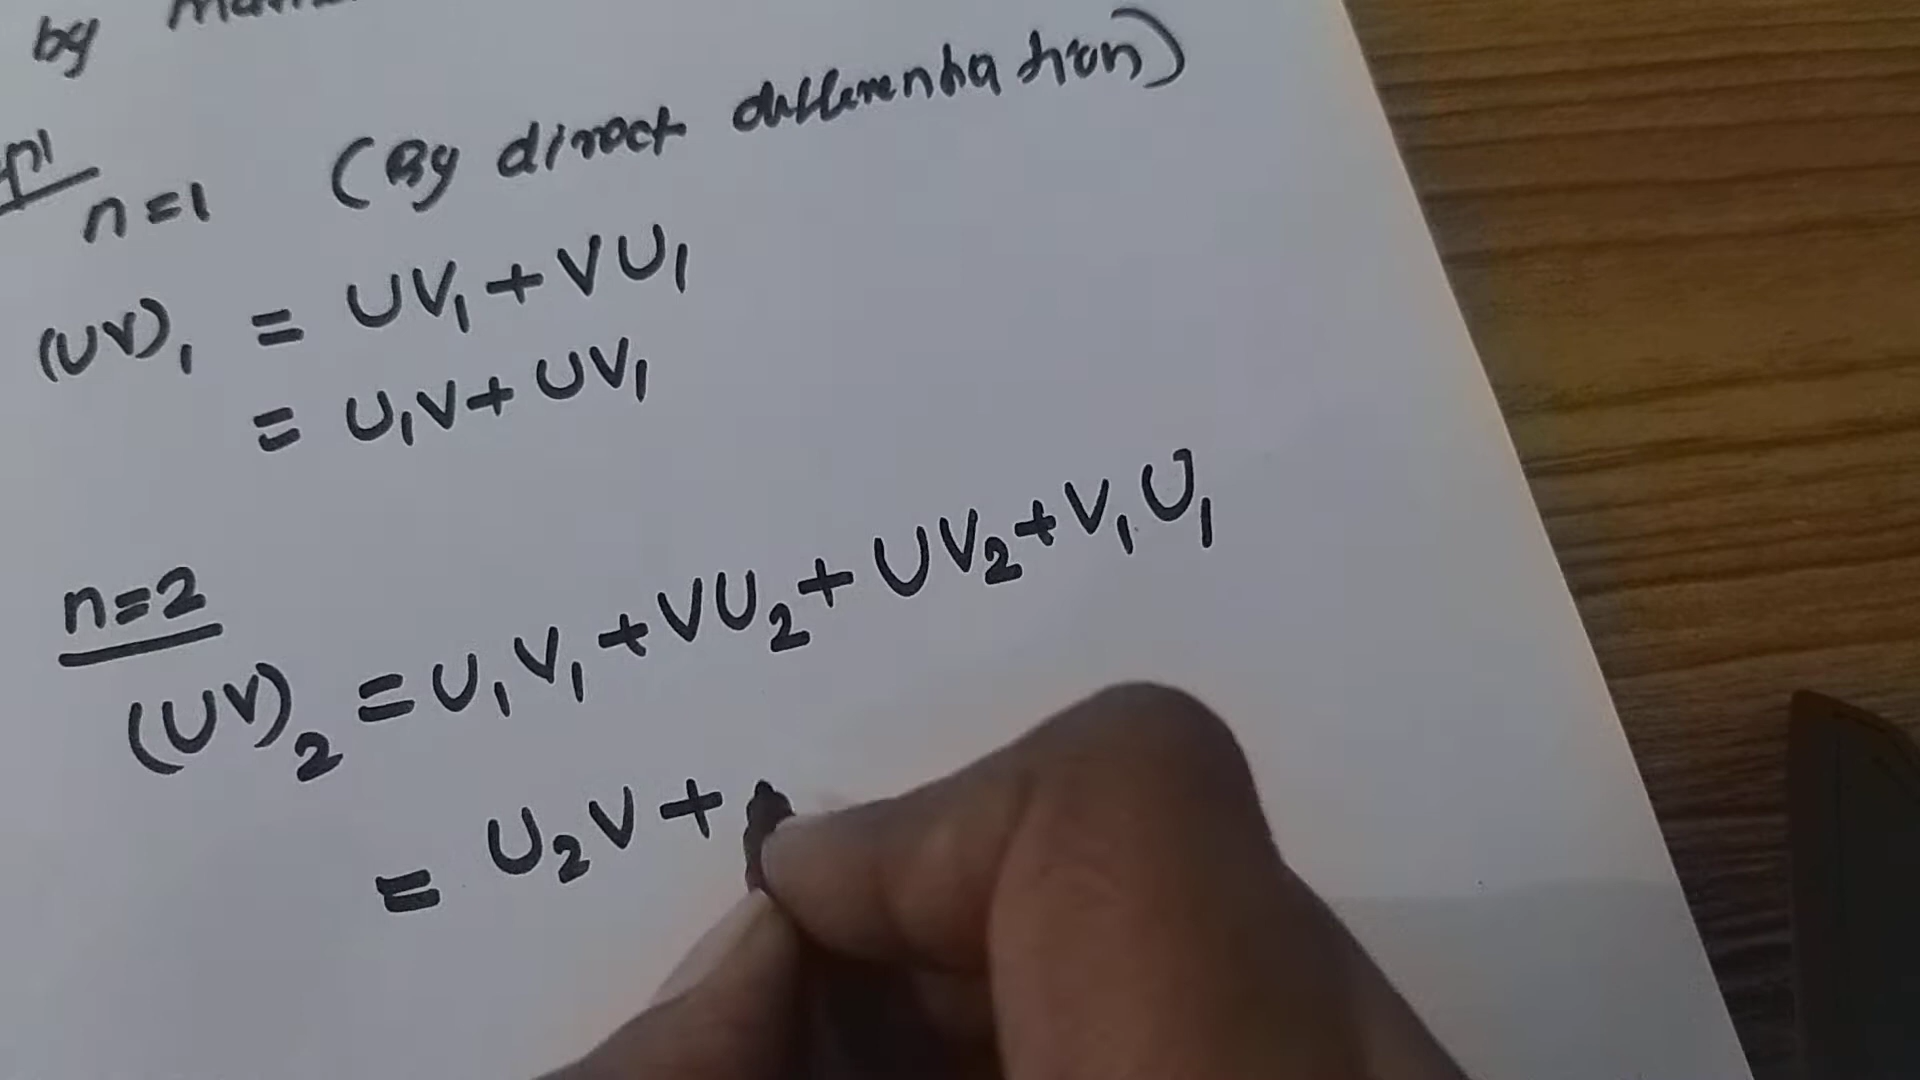 by
n=1 (By direct differentiation)
(UV)₁ = UV₁ + VU₁
= U₁V + UV₁
n=2
(UV)₂ = U₁V₁ + VU₂ + UV₂ + V₁U₁
= U₂V +